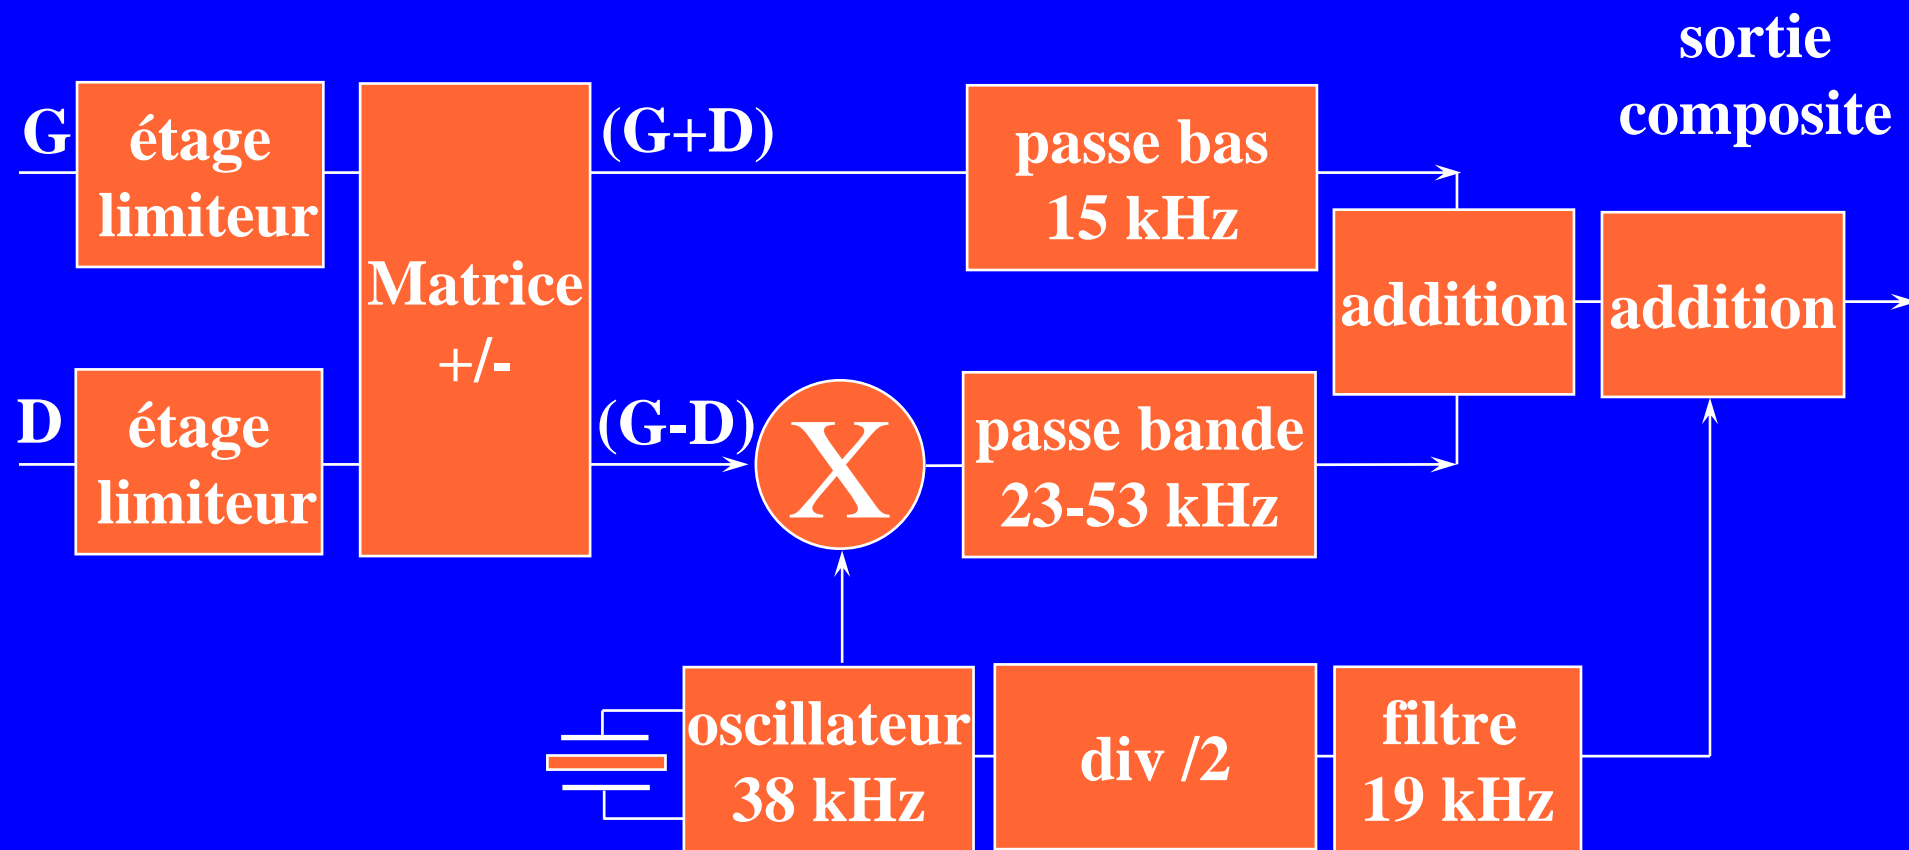 sortie
composite
G
étage
limiteur
Matrice
+/-
(G+D)
passe bas
15 kHz
addition
addition
D
étage
limiteur
(G-D)
X
passe bande
23-53 kHz
oscillateur
38 kHz
div /2
filtre
19 kHz